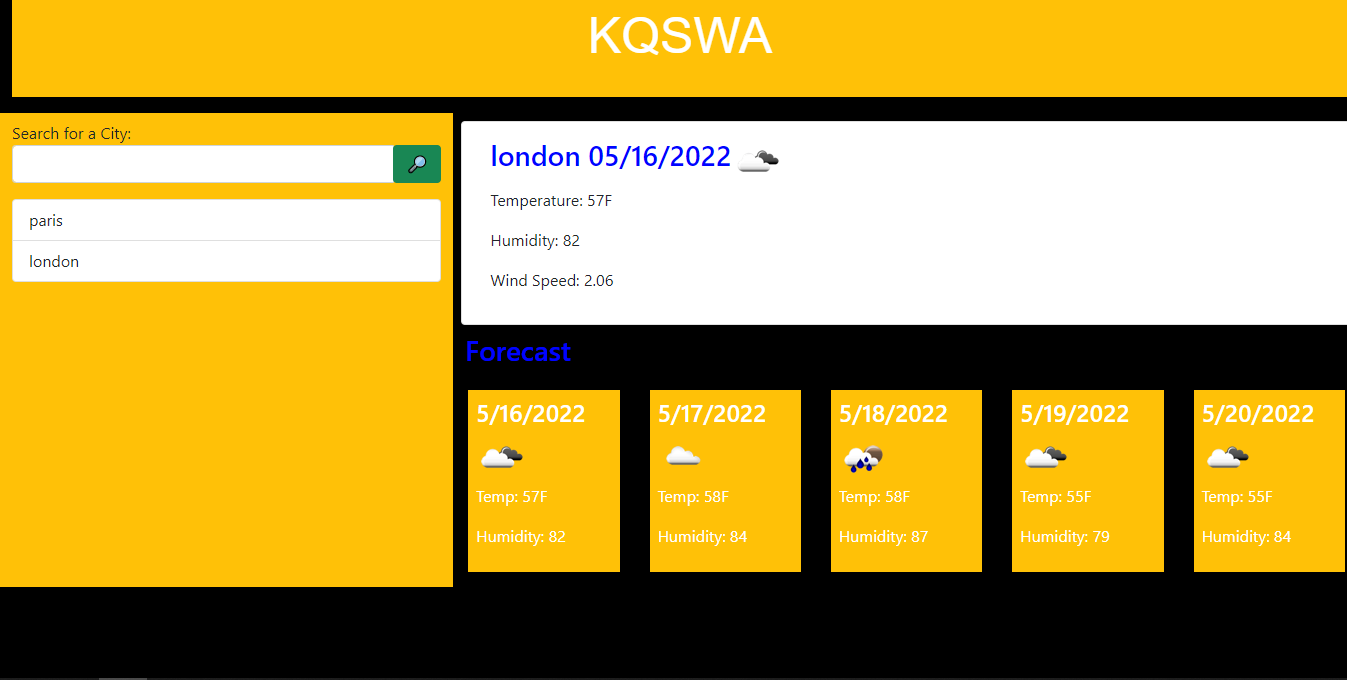 KQSWA
Search for a City:
paris
london
london 05/16/2022
Temperature: 57F
Humidity: 82
Wind Speed: 2.06
Forecast
5/16/2022
Temp: 57F
Humidity: 82
5/17/2022
Temp: 58F
Humidity: 84
5/18/2022
Temp: 58F
Humidity: 87
5/19/2022
Temp: 55F
Humidity: 79
5/20/2022
Temp: 55F
Humidity: 84